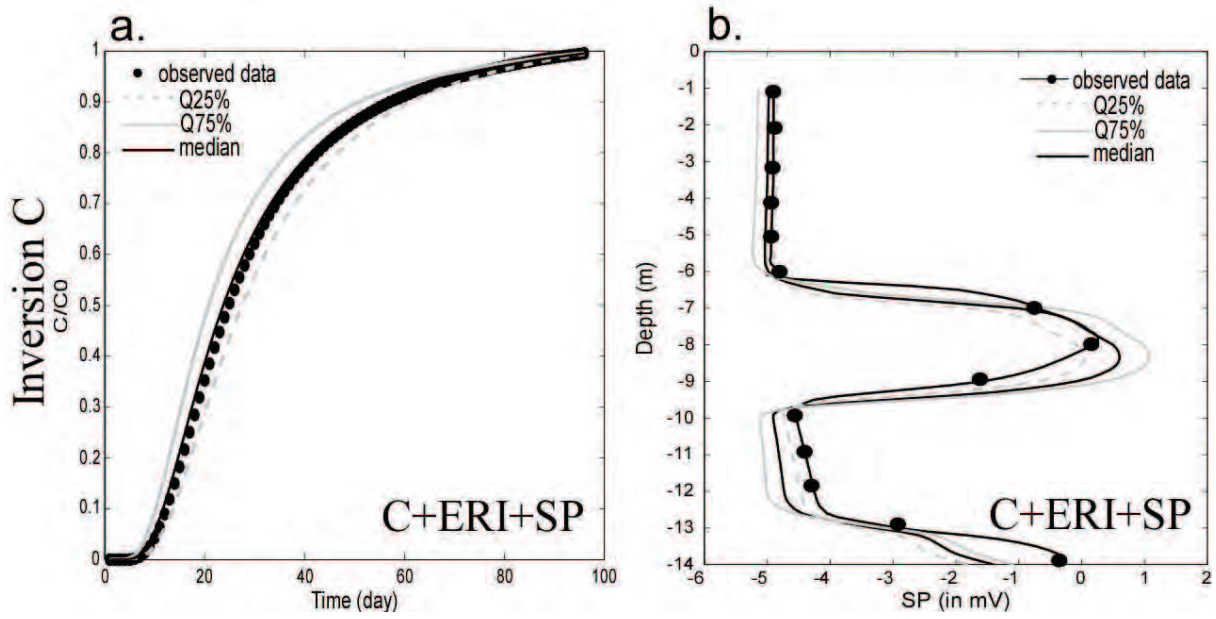 a.
1
0.9
0.8
0.7
0.6
0.5
0.4
0.3
0.2
0.1
0
observed data
Q25%
Q75%
median
Inversion C
C/C0
C+ERI+SP
0
20
40
60
80
100
Time (day)
b.
0
-1
-2
-3
-4
-5
-6
-7
-8
-9
-10
-11
-12
-13
-14
observed data
Q25%
Q75%
median
Depth (m)
C+ERI+SP
-6
-5
-4
-3
-2
-1
0
1
2
SP (in mV)